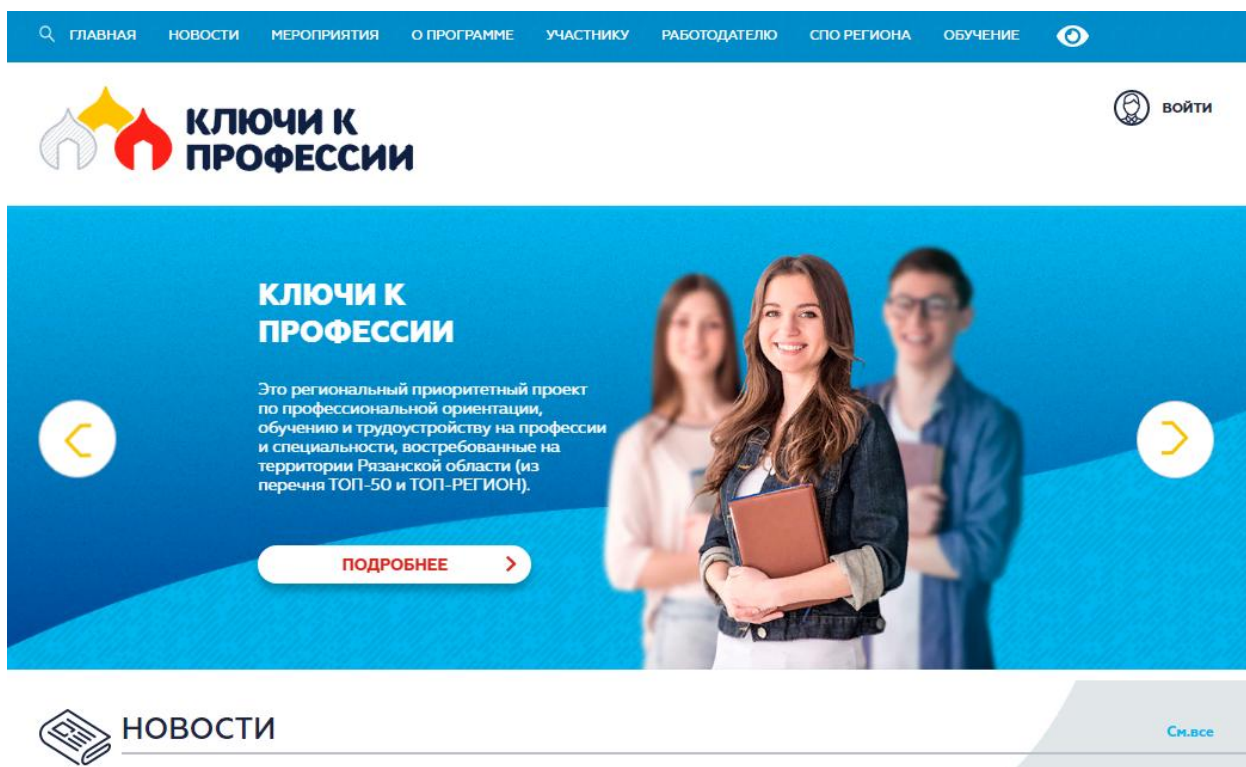 ГЛАВНАЯ НОВОСТИ МЕРОПРИЯТИЯ О ПРОГРАММЕ УЧАСТНИКУ РАБОТОДАТЕЛЮ СПО РЕГИОНА ОБУЧЕНИЕ
КЛЮЧИ К
ПРОФЕССИИ
ВОЙТИ
КЛЮЧИ К
ПРОФЕССИИ
Это региональный приоритетный проект
по профессиональной ориентации,
обучению и трудоустройству на профессии
и специальности, востребованные на
территории Рязанской области (из
перечня ТОП-50 и ТОП-РЕГИОН).
ПОДРОБНЕЕ
НОВОСТИ
См.все